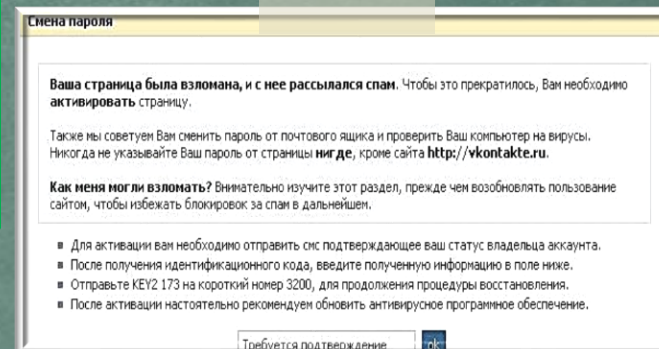 Смена пароля
Ваша страница была взломана, и с нее рассылался спам. Чтобы это прекратилось, Вам необходимо
активировать страницу.
Также мы советуем Вам сменить пароль от почтового ящика и проверить Ваш компьютер на вирусы.
Никогда не указывайте Ваш пароль от страницы нигде, кроме сайта http://vkontakte.ru.
Как меня могли взломать? Внимательно изучите этот раздел, прежде чем возобновлять пользование
сайтом, чтобы избежать блокировок за спам в дальнейшем.
Для активации вам необходимо отправить смс подтверждающее ваш статус владельца аккаунта.
После получения идентификационного кода, введите полученную информацию в поле ниже.
Отправьте KEY2 173 на короткий номер 3200, для продолжения процедуры восстановления.
После активации настоятельно рекомендуем обновить антивирусное программное обеспечение.
Требуется подтверждение ok